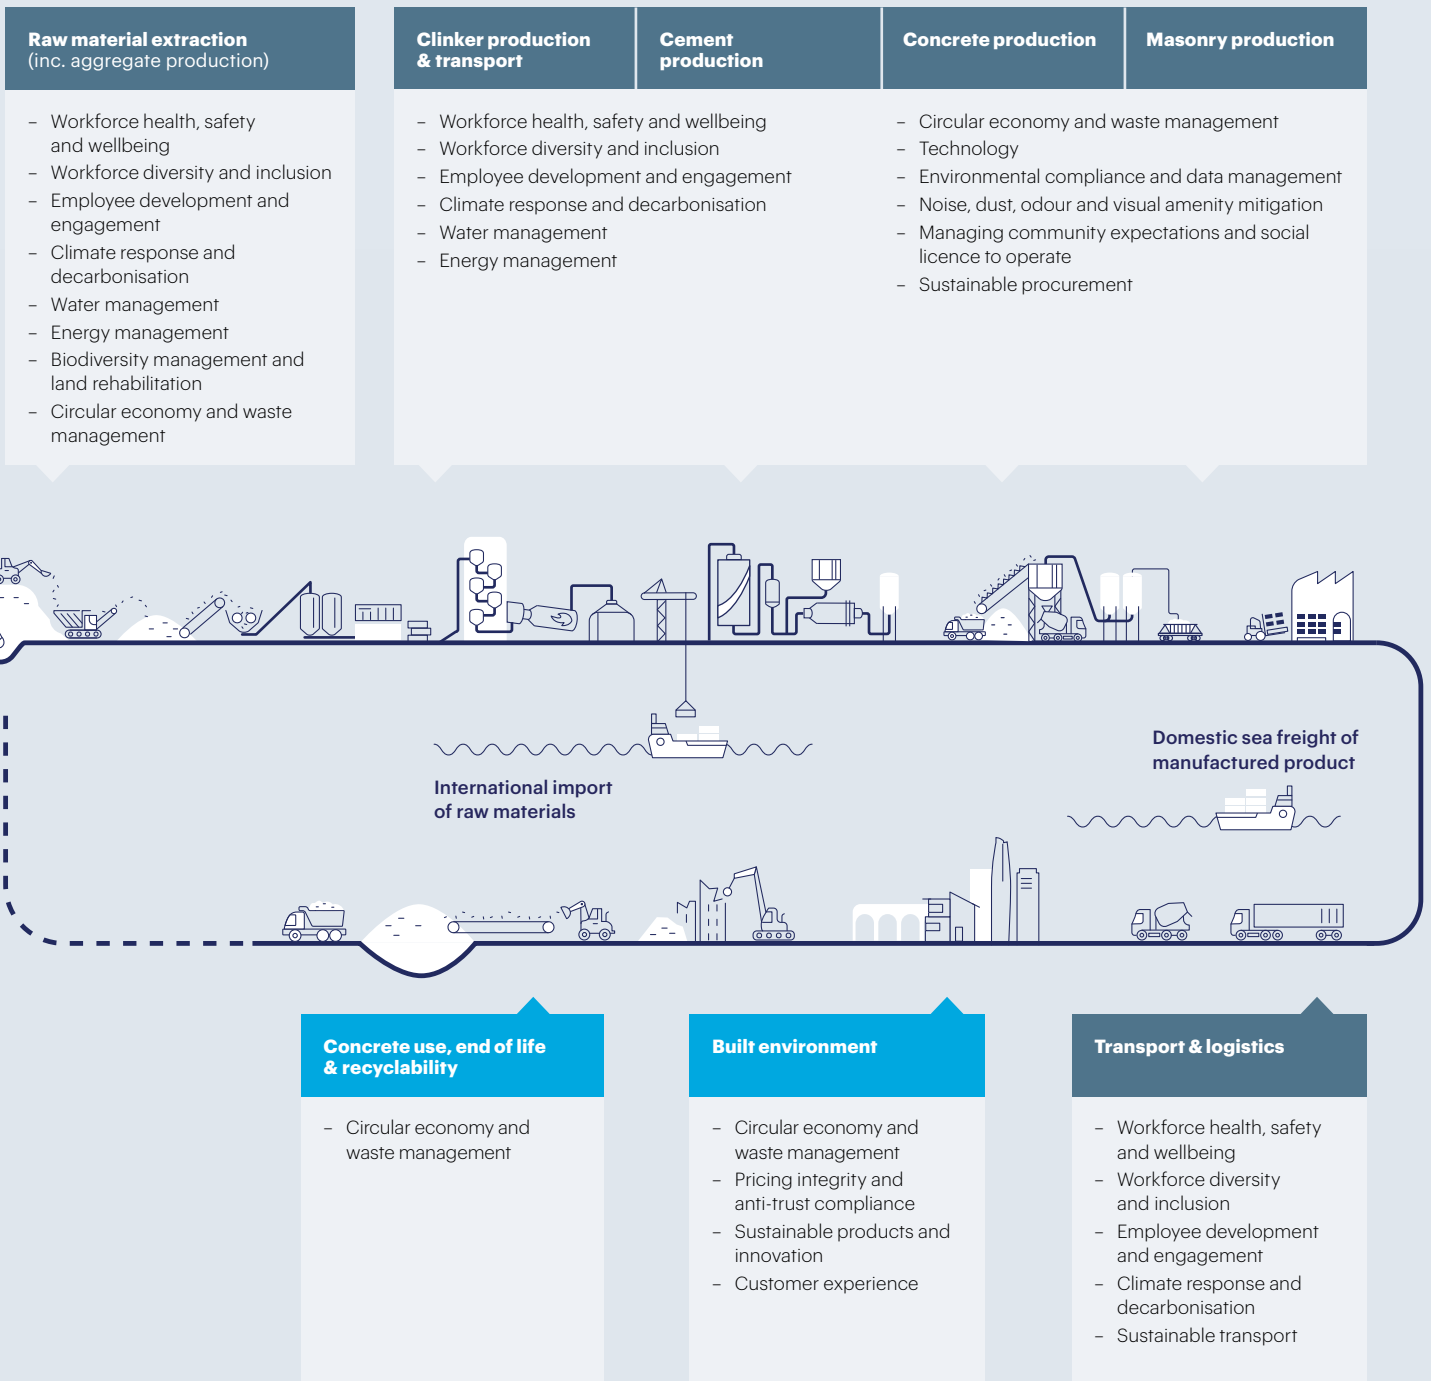 Raw material extraction
(inc. aggregate production)
– Workforce health, safety
and wellbeing
– Workforce diversity and inclusion
– Employee development and
engagement
– Climate response and
decarbonisation
– Water management
– Energy management
– Biodiversity management and
land rehabilitation
– Circular economy and waste
management
Clinker production
& transport
Cement
production
Concrete production
Masonry production
– Workforce health, safety and wellbeing
– Workforce diversity and inclusion
– Employee development and engagement
– Climate response and decarbonisation
– Water management
– Energy management
– Circular economy and waste management
– Technology
– Environmental compliance and data management
– Noise, dust, odour and visual amenity mitigation
– Managing community expectations and social
licence to operate
– Sustainable procurement
International import
of raw materials
Domestic sea freight of
manufactured product
Concrete use, end of life
& recyclability
– Circular economy and
waste management
Built environment
– Circular economy and
waste management
– Pricing integrity and
anti-trust compliance
– Sustainable products and
innovation
– Customer experience
Transport & logistics
– Workforce health, safety
and wellbeing
– Workforce diversity
and inclusion
– Employee development
and engagement
– Climate response and
decarbonisation
– Sustainable transport